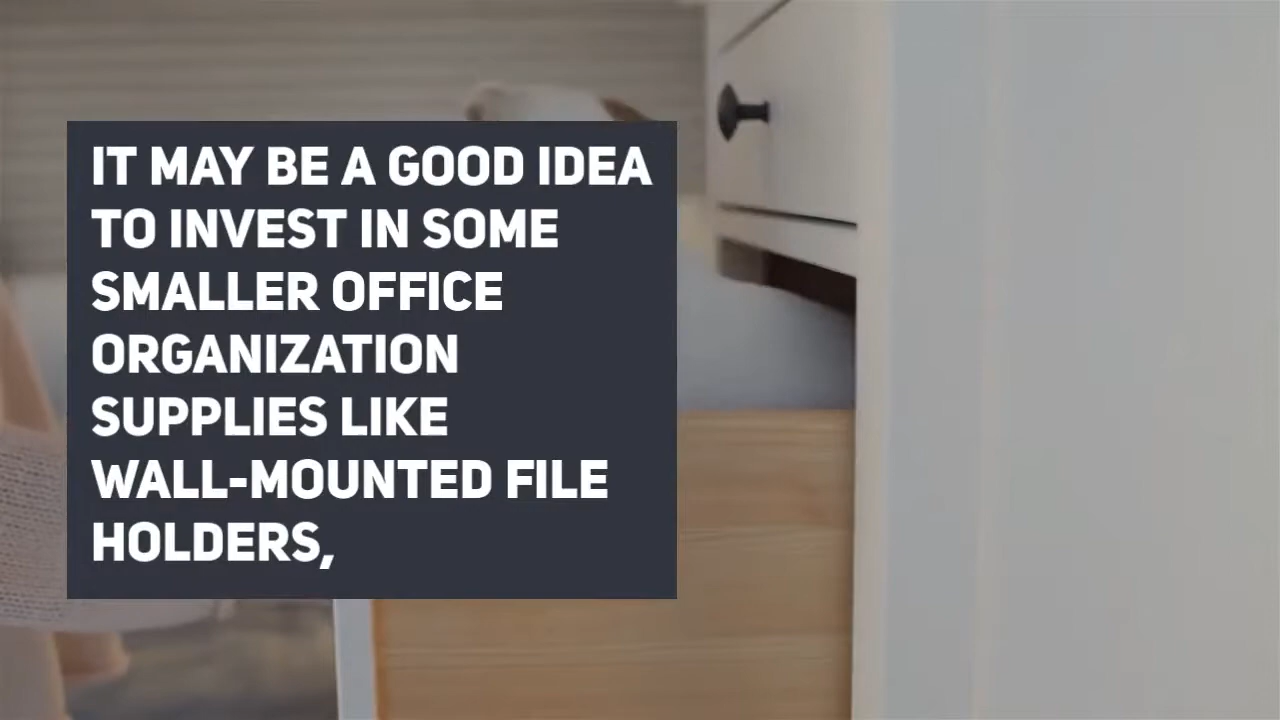 IT MAY BE A GOOD IDEA
TO INVEST IN SOME
SMALLER OFFICE
ORGANIZATION
SUPPLIES LIKE
WALL-MOUNTED FILE
HOLDERS,